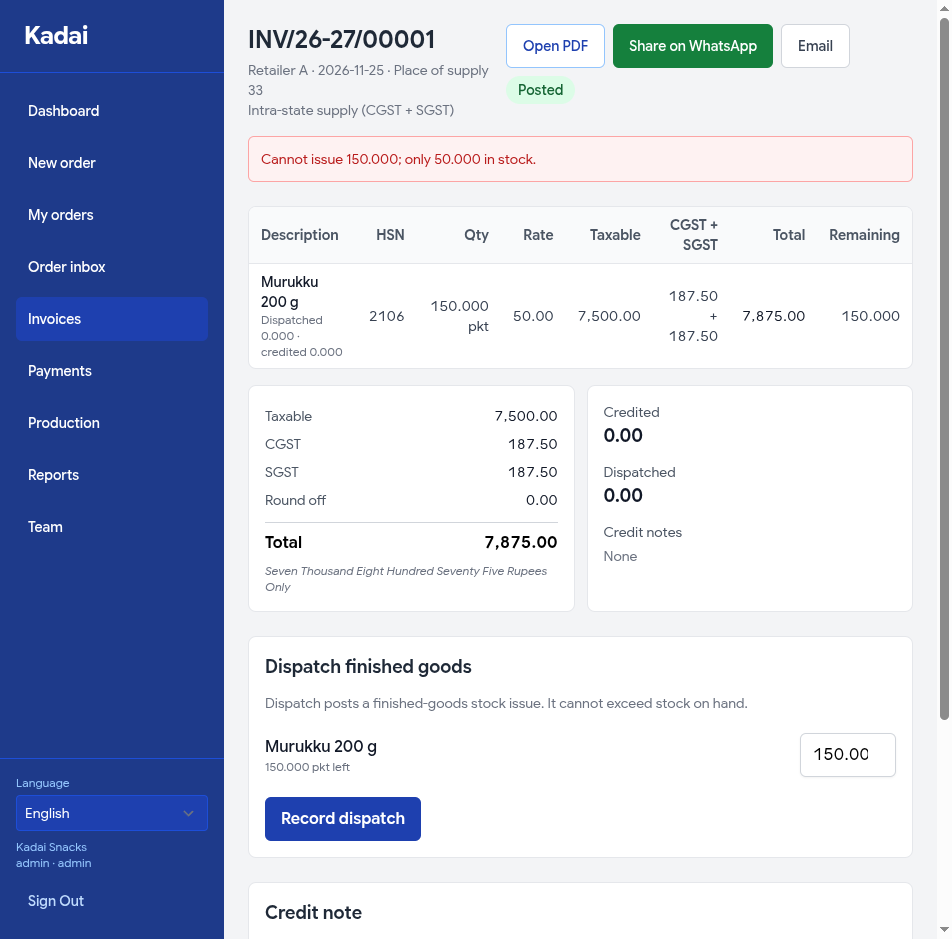 Kadai
Dashboard
New order
My orders
Order inbox
Invoices
Payments
Production
Reports
Team
Language
English
Kadai Snacks
admin · admin
Sign Out
INV/26-27/00001
Retailer A · 2026-11-25 · Place of supply
33
Intra-state supply (CGST + SGST)
Open PDF
Share on WhatsApp
Email
Posted
Cannot issue 150.000; only 50.000 in stock.
Description HSN Qty Rate Taxable CGST + SGST Total Remaining
Murukku
200 g
Dispatched
0.000 ·
credited 0.000
2106
150.000
pkt
50.00
7,500.00
187.50
+
187.50
7,875.00
150.000
Taxable 7,500.00
CGST 187.50
SGST 187.50
Round off 0.00
Total 7,875.00
Seven Thousand Eight Hundred Seventy Five Rupees
Only
Credited
0.00
Dispatched
0.00
Credit notes
None
Dispatch finished goods
Dispatch posts a finished-goods stock issue. It cannot exceed stock on hand.
Murukku 200 g
150.000 pkt left
150.00
Record dispatch
Credit note